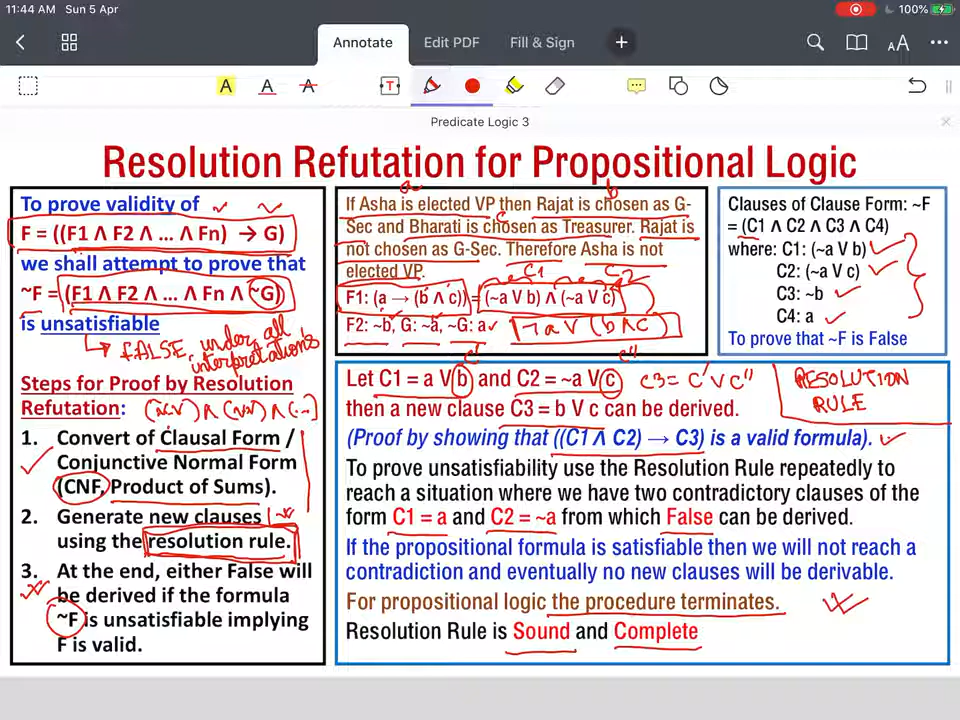 11:44 AM Sun 5 Apr
100%
Annotate
Edit PDF
Fill & Sign
Predicate Logic 3
Resolution Refutation for Propositional Logic
To prove validity of
F = ((F1 ∧ F2 ∧ … ∧ Fn) → G)
we shall attempt to prove that
~F = (F1 ∧ F2 ∧ … ∧ Fn ∧ ~G)
is unsatisfiable
FALSE under all
interpretations
Steps for Proof by Resolution
Refutation:
1. Convert of Clausal Form /
Conjunctive Normal Form
(CNF, Product of Sums).
2. Generate new clauses
using the resolution rule.
3. At the end, either False will
be derived if the formula
~F is unsatisfiable implying
F is valid.
a
b
If Asha is elected VP then Rajat is chosen as G-
c
Sec and Bharati is chosen as Treasurer. Rajat is
not chosen as G-Sec. Therefore Asha is not
elected VP.
C1
C2
F1: (a → (b ∧ c)) = (~a V b) ∧ (~a V c)
F2: ~b, G: ~a, ~G: a
¬a V (b ∧ c)
Clauses of Clause Form: ~F
= (C1 ∧ C2 ∧ C3 ∧ C4)
where: C1: (~a V b)
C2: (~a V c)
C3: ~b
C4: a
To prove that ~F is False
C' C''
Let C1 = a V b and C2 = ~a V c
C3 = C' V C''
RESOLUTION
RULE
then a new clause C3 = b V c can be derived.
(Proof by showing that ((C1 ∧ C2) → C3) is a valid formula).
To prove unsatisfiability use the Resolution Rule repeatedly to
reach a situation where we have two contradictory clauses of the
form C1 = a and C2 = ~a from which False can be derived.
If the propositional formula is satisfiable then we will not reach a
contradiction and eventually no new clauses will be derivable.
For propositional logic the procedure terminates.
Resolution Rule is Sound and Complete